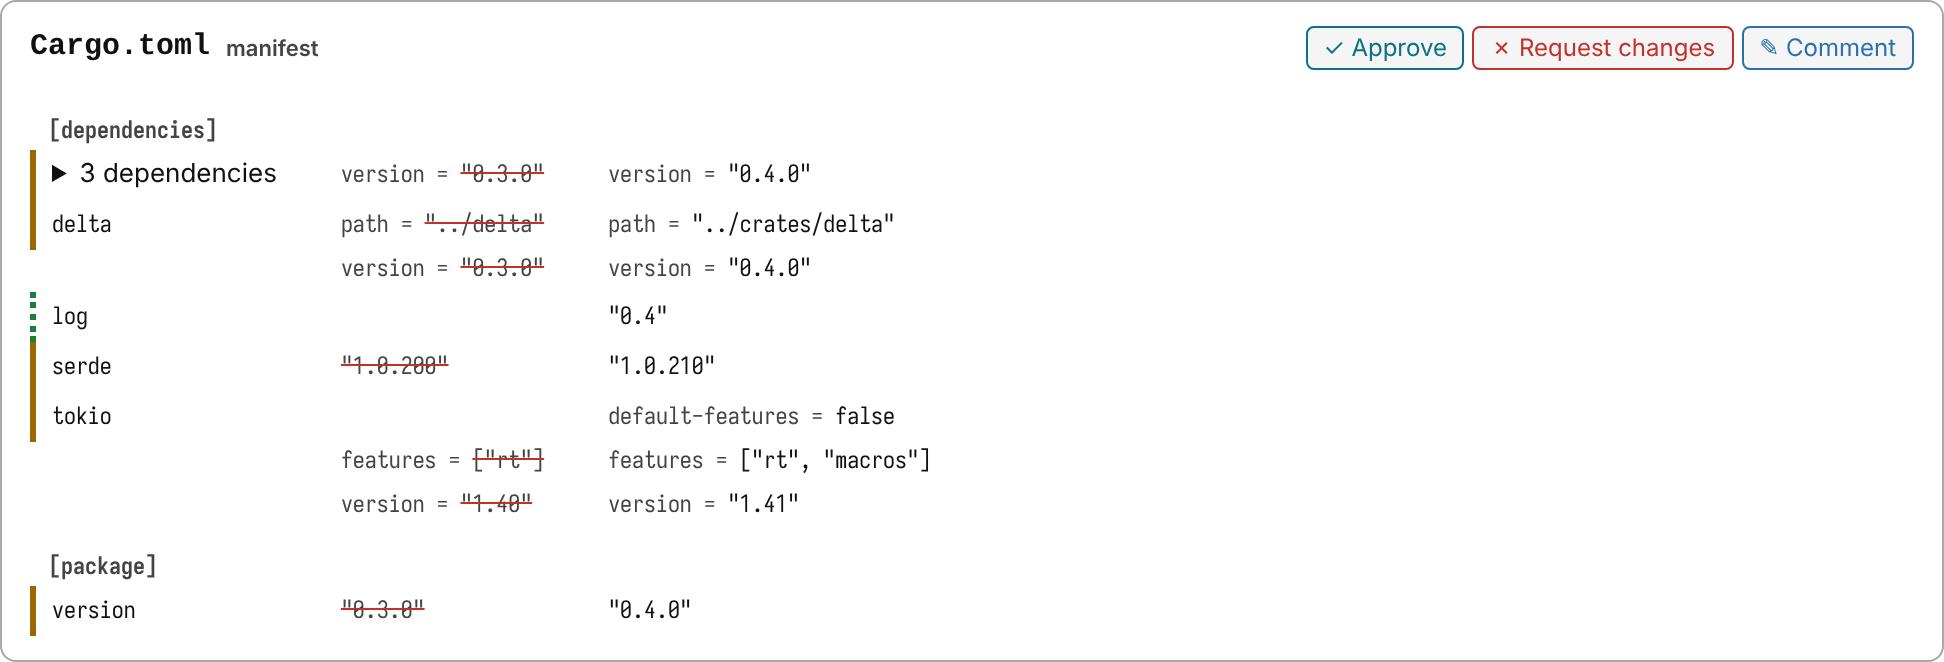 Cargo.toml manifest ✓ Approve × Request changes ✎ Comment
[dependencies]
▶ 3 dependencies version = "0.3.0" version = "0.4.0"
delta path = "../delta" path = "../crates/delta"
version = "0.3.0" version = "0.4.0"
log "0.4"
serde "1.0.200" "1.0.210"
tokio default-features = false
features = ["rt"] features = ["rt", "macros"]
version = "1.40" version = "1.41"
[package]
version "0.3.0" "0.4.0"